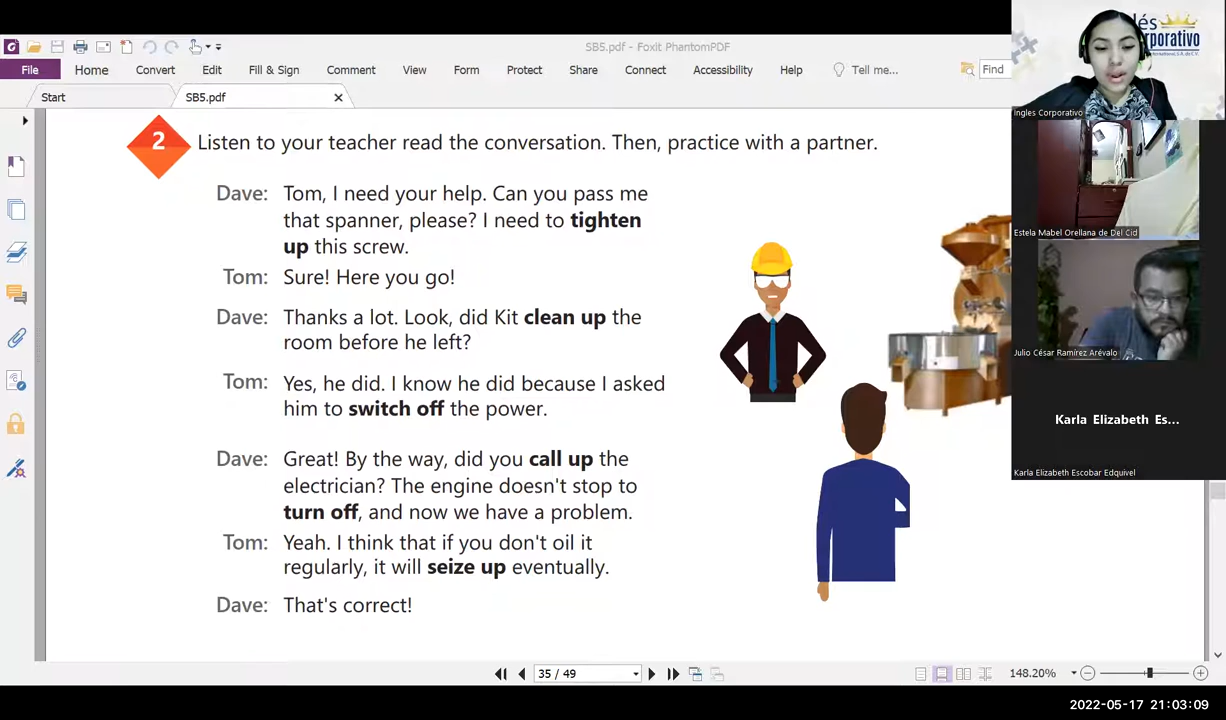 SB5.pdf - Foxit PhantomPDF
File Home Convert Edit Fill & Sign Comment View Form Protect Share Connect Accessibility Help Tell me... Find
Start SB5.pdf
2 Listen to your teacher read the conversation. Then, practice with a partner.
Dave: Tom, I need your help. Can you pass me
that spanner, please? I need to tighten
up this screw.
Tom: Sure! Here you go!
Dave: Thanks a lot. Look, did Kit clean up the
room before he left?
Tom: Yes, he did. I know he did because I asked
him to switch off the power.
Dave: Great! By the way, did you call up the
electrician? The engine doesn't stop to
turn off, and now we have a problem.
Tom: Yeah. I think that if you don't oil it
regularly, it will seize up eventually.
Dave: That's correct!
35 / 49
148.20%
orporativo
Ingles Corporativo
Estela Mabel Orellana de Del Cid
Julio César Ramírez Arévalo
Karla Elizabeth Es...
Karla Elizabeth Escobar Edquivel
2022-05-17 21:03:09